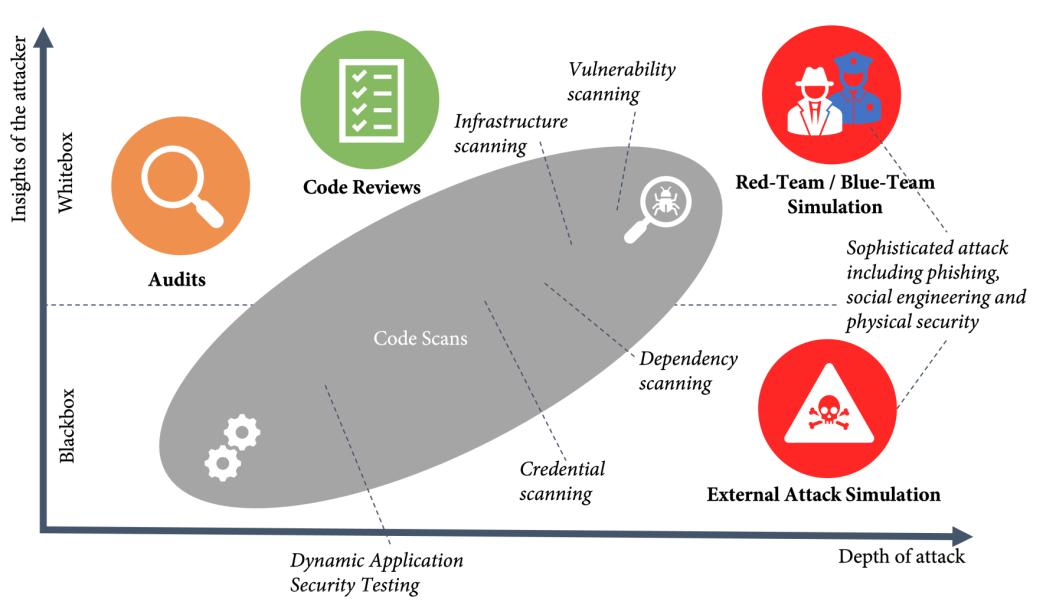 Insights of the attacker
Whitebox
Blackbox
Audits
Code Reviews
Infrastructure
scanning
Vulnerability
scanning
Red-Team / Blue-Team
Simulation
Sophisticated attack
including phishing,
social engineering and
physical security
Code Scans
Dependency
scanning
Credential
scanning
External Attack Simulation
Depth of attack
Dynamic Application
Security Testing